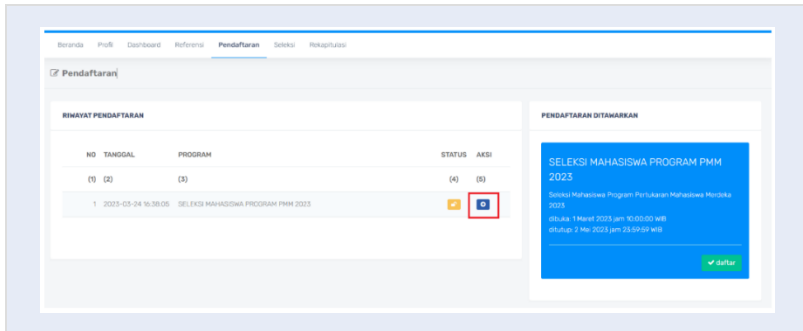 Beranda Profil Dashboard Referensi Pendaftaran Seleksi Rekapitulasi
Pendaftaran
RIWAYAT PENDAFTARAN
NO TANGGAL PROGRAM STATUS AKSI
(1) (2) (3) (4) (5)
1 2023-03-24 16:38:05 SELEKSI MAHASISWA PROGRAM PMM 2023
PENDAFTARAN DITAWARKAN
SELEKSI MAHASISWA PROGRAM PMM
2023
Seleksi Mahasiswa Program Pertukaran Mahasiswa Merdeka
2023
dibuka: 1 Maret 2023 jam 10:00:00 WIB
ditutup: 2 Mei 2023 jam 23:59:59 WIB
daftar